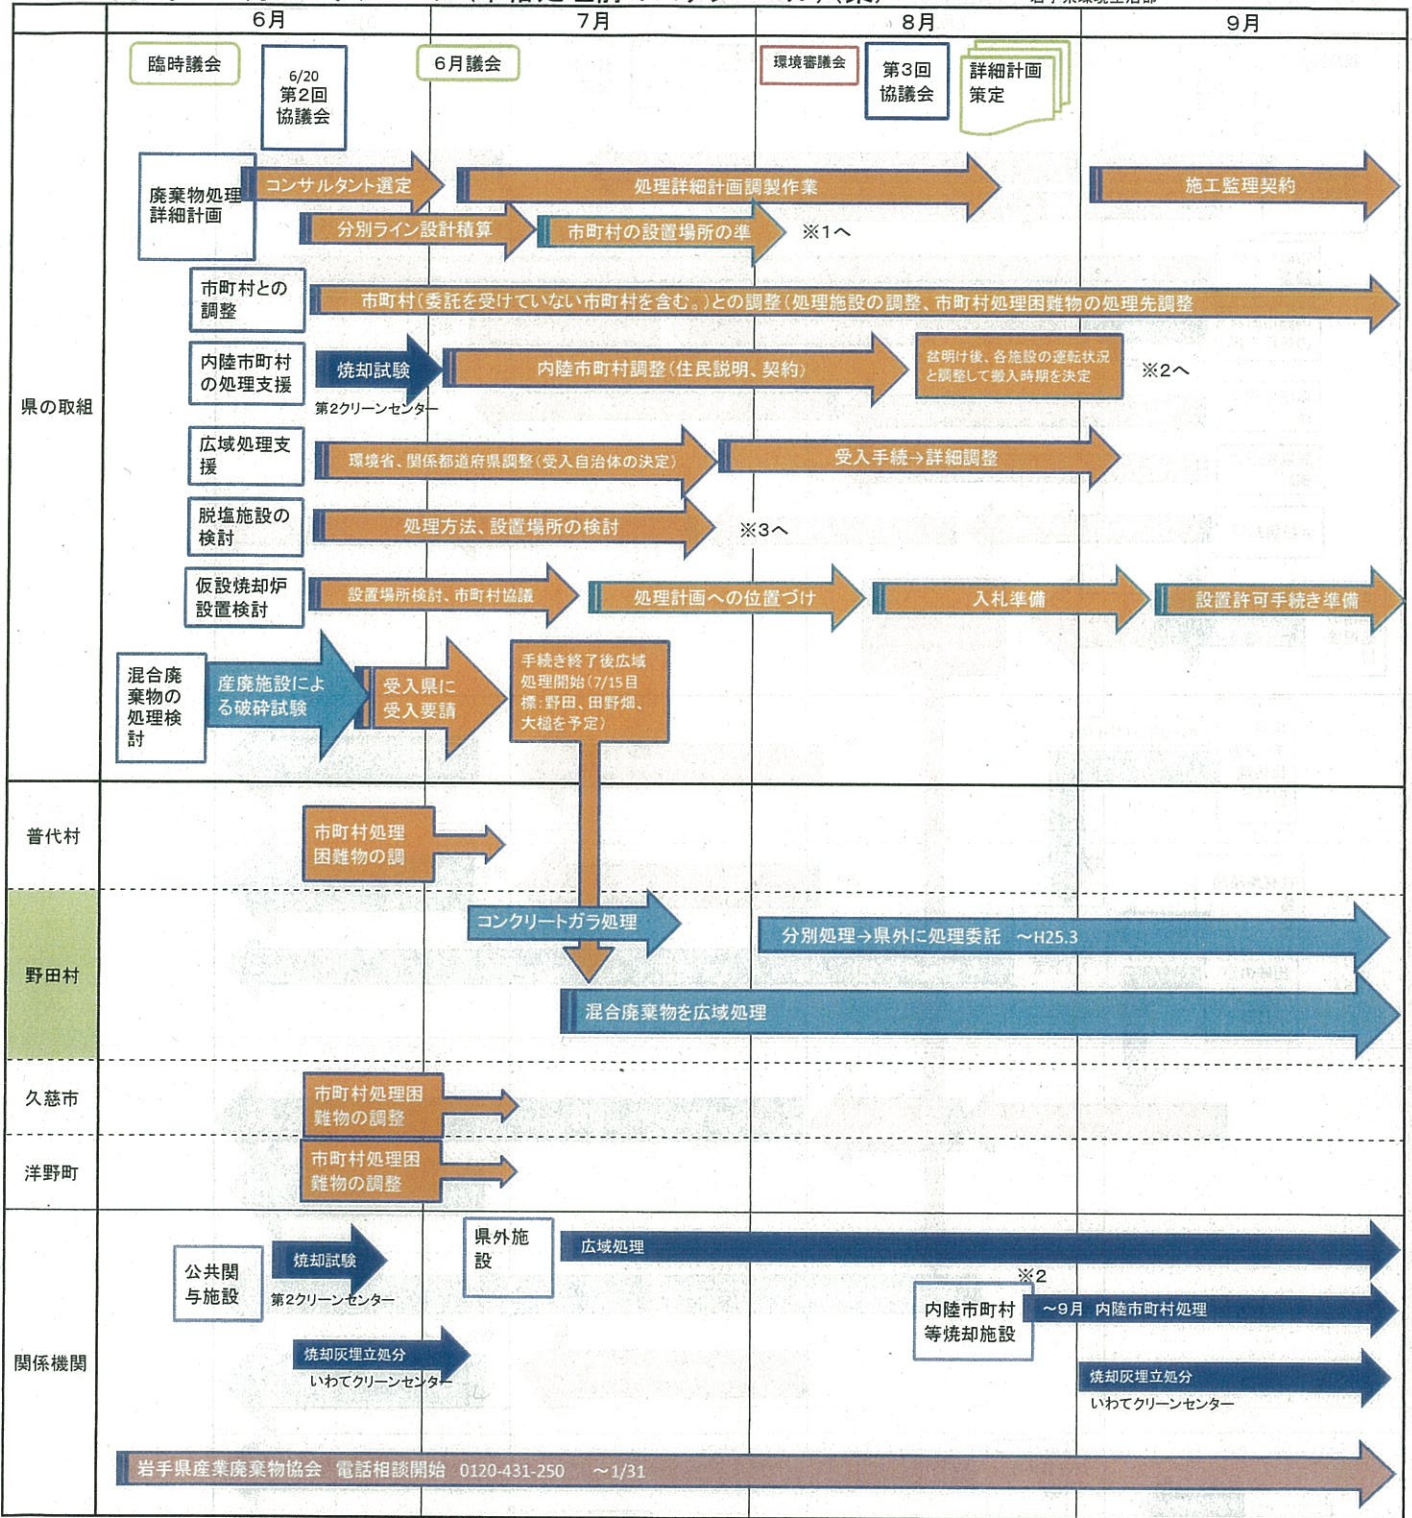 6月
7月
8月
9月
臨時議会
6/20
第2回
協議会
6月議会
環境審議会
第3回
協議会
詳細計画
策定
県の取組
廃棄物処理
詳細計画
コンサルタント選定
処理詳細計画調製作業
施工監理契約
分別ライン設計積算
市町村の設置場所の準
※1へ
市町村との
調整
市町村(委託を受けていない市町村を含む。)との調整(処理施設の調整、市町村処理困難物の処理先調整
内陸市町村
の処理支援
焼却試験
第2クリーンセンター
内陸市町村調整(住民説明、契約)
盆明け後、各施設の運転状況
と調整して搬入時期を決定
※2へ
広域処理支
援
環境省、関係都道府県調整(受入自治体の決定)
受入手続→詳細調整
脱塩施設の
検討
処理方法、設置場所の検討
※3へ
仮設焼却炉
設置検討
設置場所検討、市町村協議
処理計画への位置づけ
入札準備
設置許可手続き準備
混合廃
棄物の
処理検
討
産廃施設によ
る破砕試験
受入県に
受入要請
手続き終了後広域
処理開始(7/15目
標:野田、田野畑、
大槌を予定)
普代村
市町村処理
困難物の調
野田村
コンクリートガラ処理
分別処理→県外に処理委託 ～H25.3
混合廃棄物を広域処理
久慈市
市町村処理困
難物の調整
洋野町
市町村処理困
難物の調整
関係機関
公共関
与施設
焼却試験
第2クリーンセンター
県外施
設
広域処理
※2
内陸市町村
等焼却施設
～9月 内陸市町村処理
焼却灰埋立処分
いわてクリーンセンター
焼却灰埋立処分
いわてクリーンセンター
岩手県産業廃棄物協会 電話相談開始 0120-431-250 ～1/31